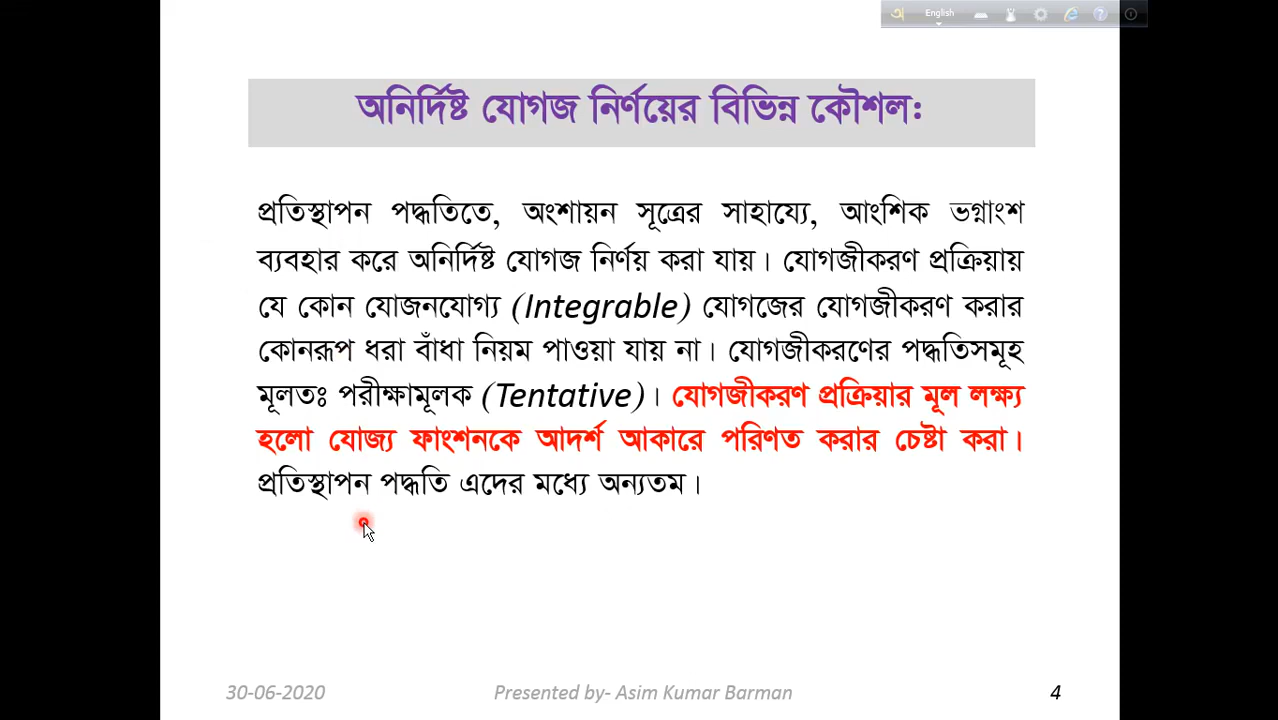 English
অনির্দিষ্ট যোগজ নির্ণয়ের বিভিন্ন কৌশল:
প্রতিস্থাপন পদ্ধতিতে, অংশায়ন সূত্রের সাহায্যে, আংশিক ভগ্নাংশ
ব্যবহার করে অনির্দিষ্ট যোগজ নির্ণয় করা যায়। যোগজীকরণ প্রক্রিয়ায়
যে কোন যোজনযোগ্য (Integrable) যোগজের যোগজীকরণ করার
কোনরূপ ধরা বাঁধা নিয়ম পাওয়া যায় না। যোগজীকরণের পদ্ধতিসমূহ
মূলতঃ পরীক্ষামূলক (Tentative)। যোগজীকরণ প্রক্রিয়ার মূল লক্ষ্য
হলো যোজ্য ফাংশনকে আদর্শ আকারে পরিণত করার চেষ্টা করা।
প্রতিস্থাপন পদ্ধতি এদের মধ্যে অন্যতম।
30-06-2020 Presented by- Asim Kumar Barman 4